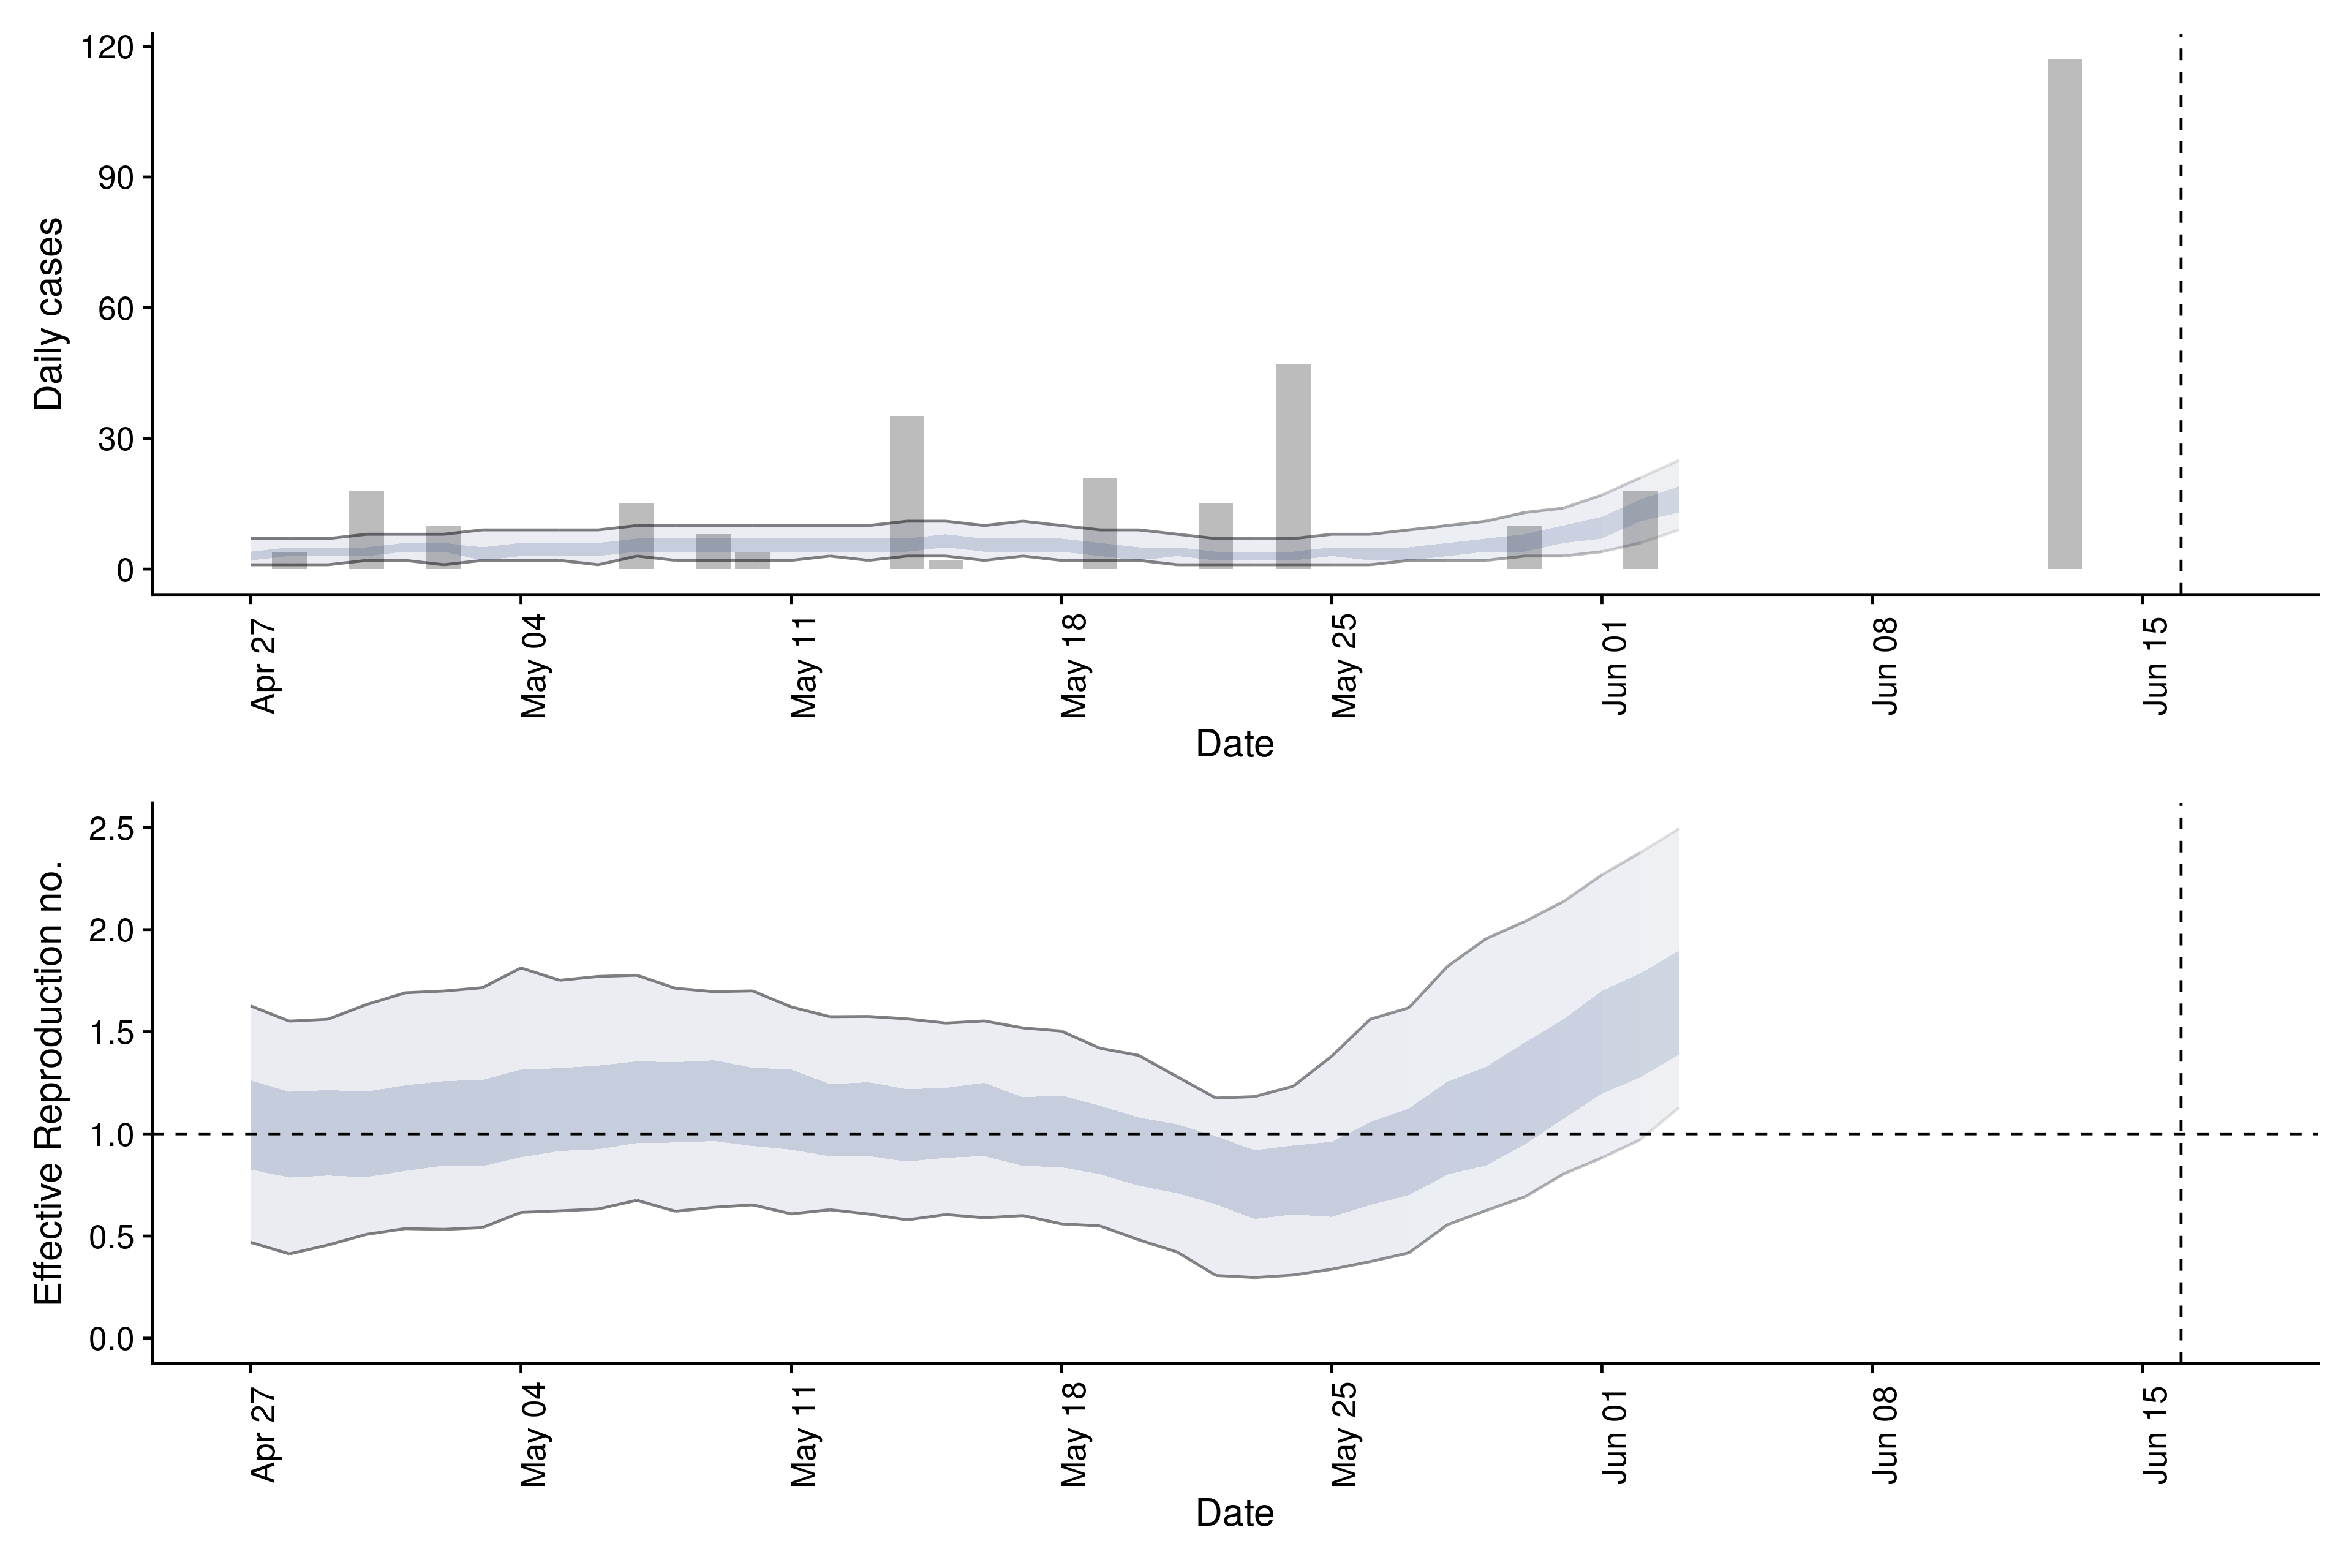 Daily cases
120
90
60
30
0
Apr 27
May 04
May 11
May 18
May 25
Jun 01
Jun 08
Jun 15
Date
Effective Reproduction no.
2.5
2.0
1.5
1.0
0.5
0.0
Apr 27
May 04
May 11
May 18
May 25
Jun 01
Jun 08
Jun 15
Date